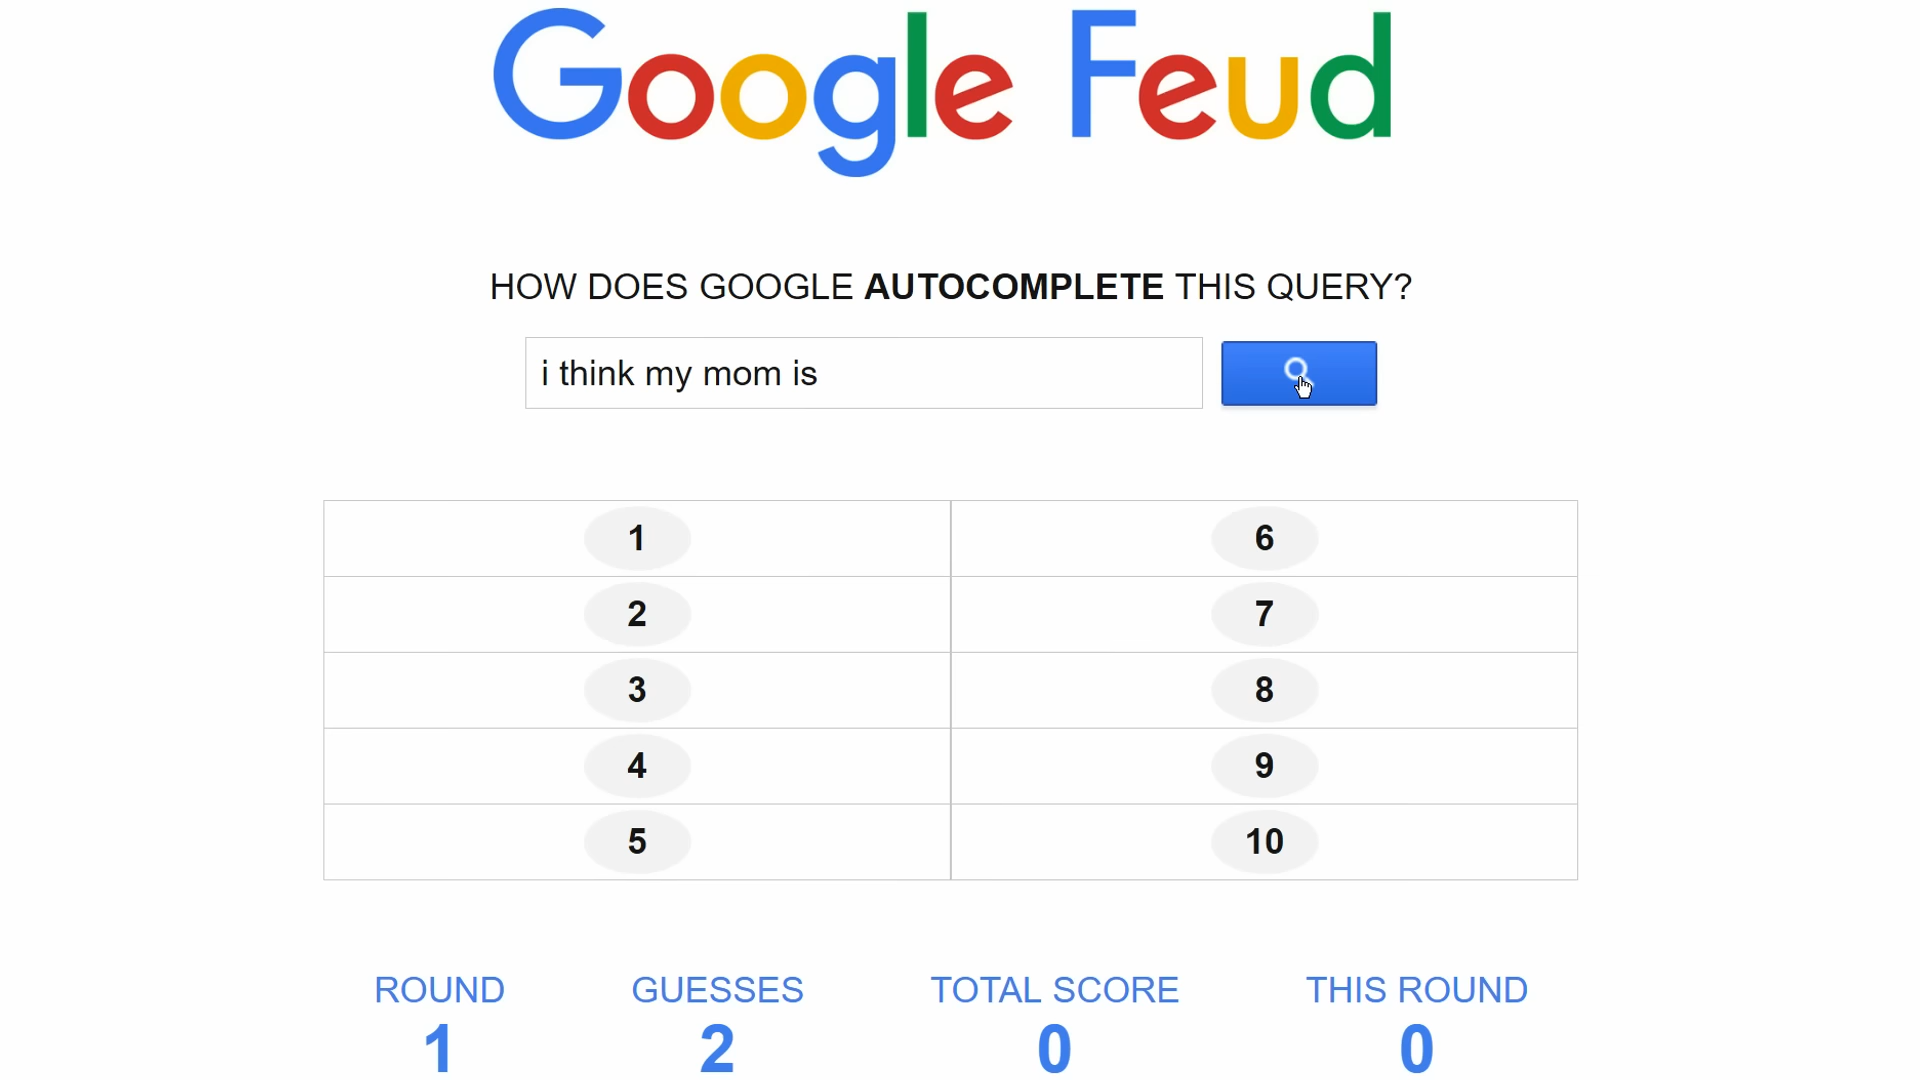 Google Feud
HOW DOES GOOGLE AUTOCOMPLETE THIS QUERY?
i think my mom is
1
6
2
7
3
8
4
9
5
10
ROUND GUESSES TOTAL SCORE THIS ROUND
1 2 0 0